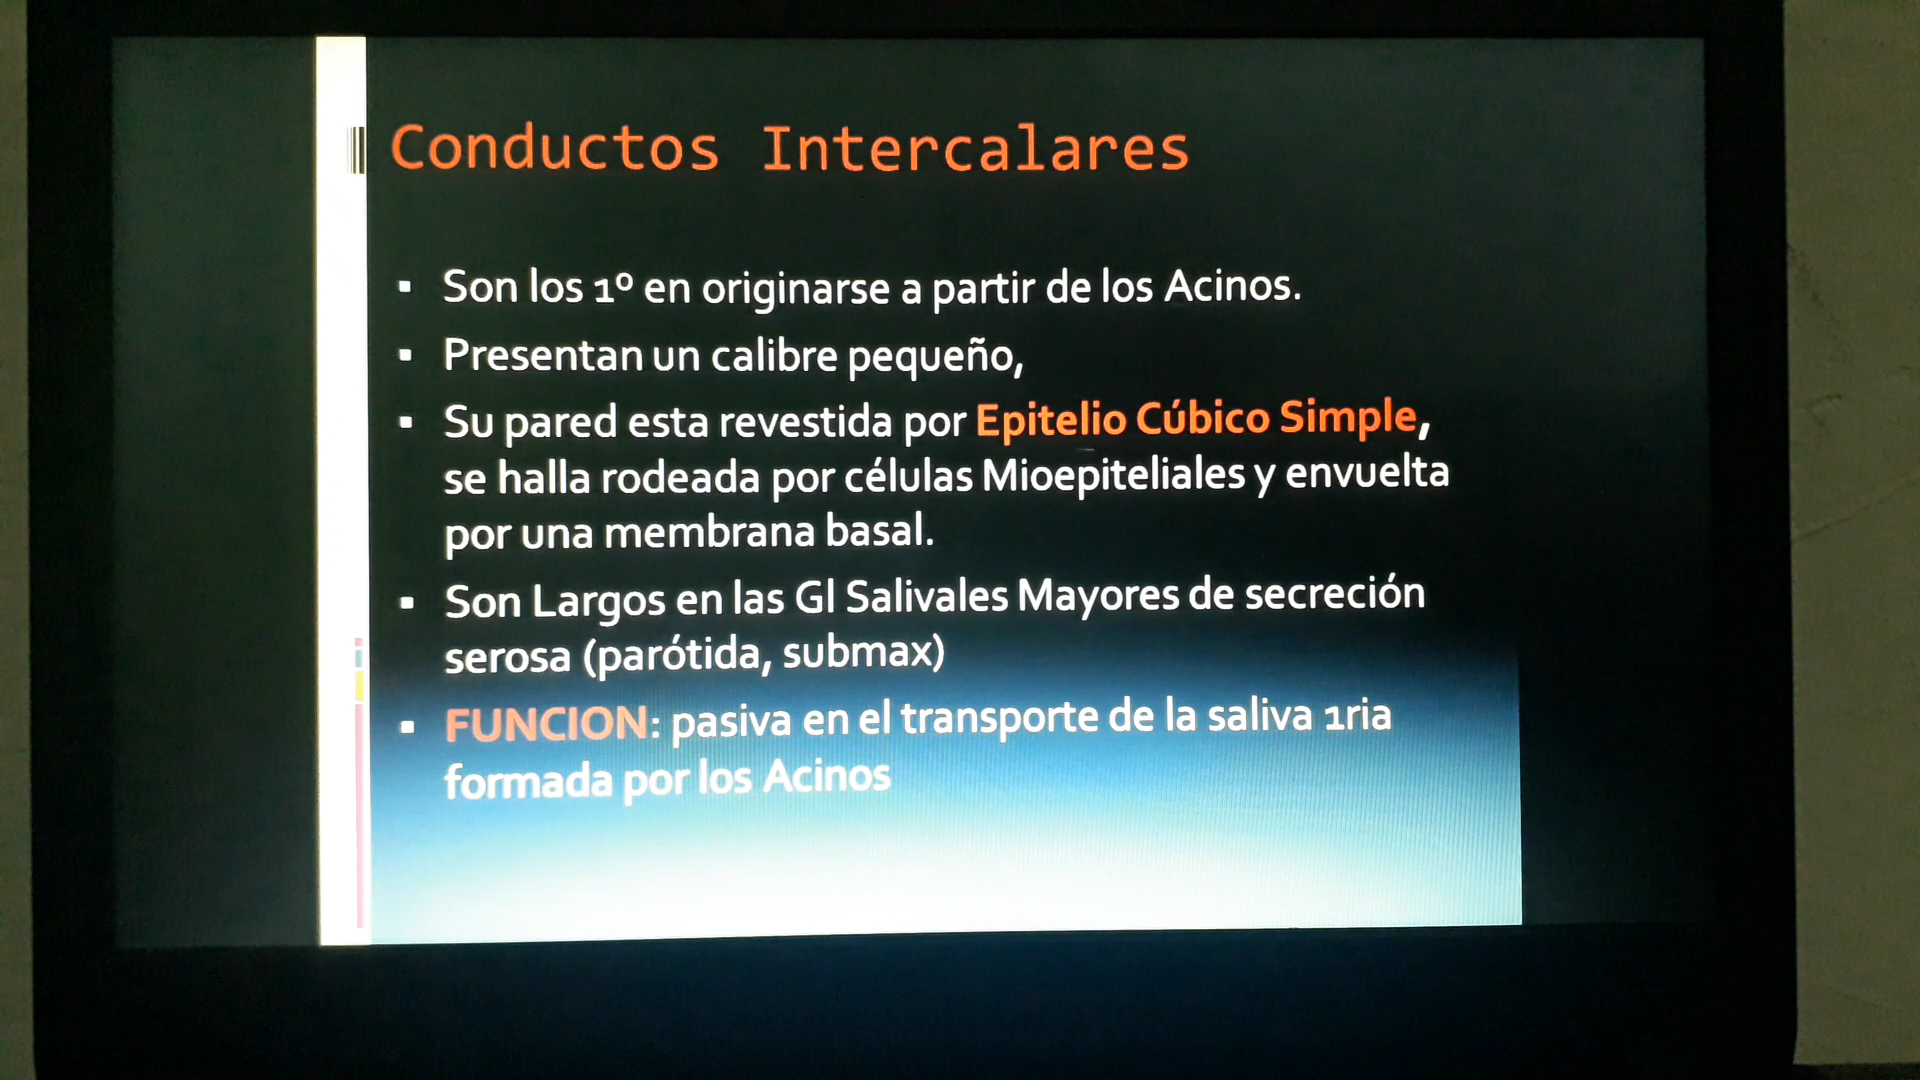 Conductos Intercalares
▪ Son los 1º en originarse a partir de los Acinos.
▪ Presentan un calibre pequeño,
▪ Su pared esta revestida por Epitelio Cúbico Simple,
se halla rodeada por células Mioepiteliales y envuelta
por una membrana basal.
▪ Son Largos en las Gl Salivales Mayores de secreción
serosa (parótida, submax)
▪ FUNCION: pasiva en el transporte de la saliva 1ria
formada por los Acinos